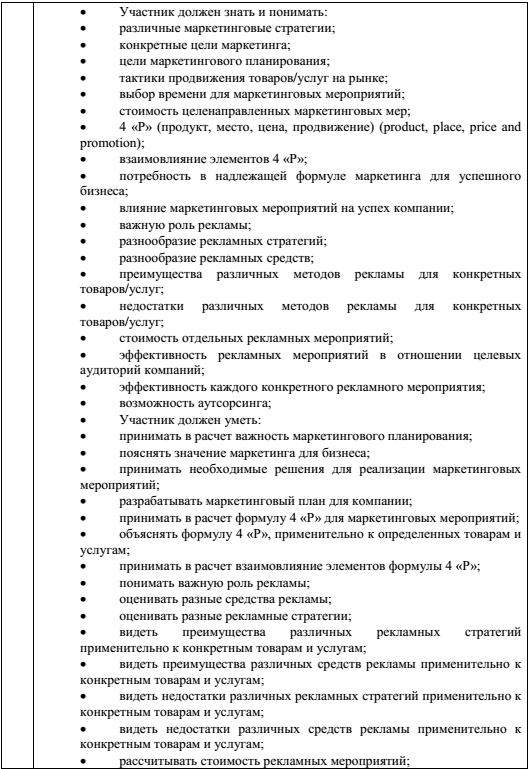 • Участник должен знать и понимать:
• различные маркетинговые стратегии;
• конкретные цели маркетинга;
• цели маркетингового планирования;
• тактики продвижения товаров/услуг на рынке;
• выбор времени для маркетинговых мероприятий;
• стоимость целенаправленных маркетинговых мер;
• 4 «Р» (продукт, место, цена, продвижение) (product, place, price and
promotion);
• взаимовлияние элементов 4 «Р»;
• потребность в надлежащей формуле маркетинга для успешного
бизнеса;
• влияние маркетинговых мероприятий на успех компании;
• важную роль рекламы;
• разнообразие рекламных стратегий;
• разнообразие рекламных средств;
• преимущества различных методов рекламы для конкретных
товаров/услуг;
• недостатки различных методов рекламы для конкретных
товаров/услуг;
• стоимость отдельных рекламных мероприятий;
• эффективность рекламных мероприятий в отношении целевых
аудиторий компаний;
• эффективность каждого конкретного рекламного мероприятия;
• возможность аутсорсинга;
• Участник должен уметь:
• принимать в расчет важность маркетингового планирования;
• пояснять значение маркетинга для бизнеса;
• принимать необходимые решения для реализации маркетинговых
мероприятий;
• разрабатывать маркетинговый план для компании;
• принимать в расчет формулу 4 «Р» для маркетинговых мероприятий;
• объяснять формулу 4 «Р», применительно к определенных товарам и
услугам;
• принимать в расчет взаимовлияние элементов формулы 4 «Р»;
• понимать важную роль рекламы;
• оценивать разные средства рекламы;
• оценивать разные рекламные стратегии;
• видеть преимущества различных рекламных стратегий
применительно к конкретным товарам и услугам;
• видеть преимущества различных средств рекламы применительно к
конкретным товарам и услугам;
• видеть недостатки различных рекламных стратегий применительно к
конкретным товарам и услугам;
• видеть недостатки различных средств рекламы применительно к
конкретным товарам и услугам;
• рассчитывать стоимость рекламных мероприятий;